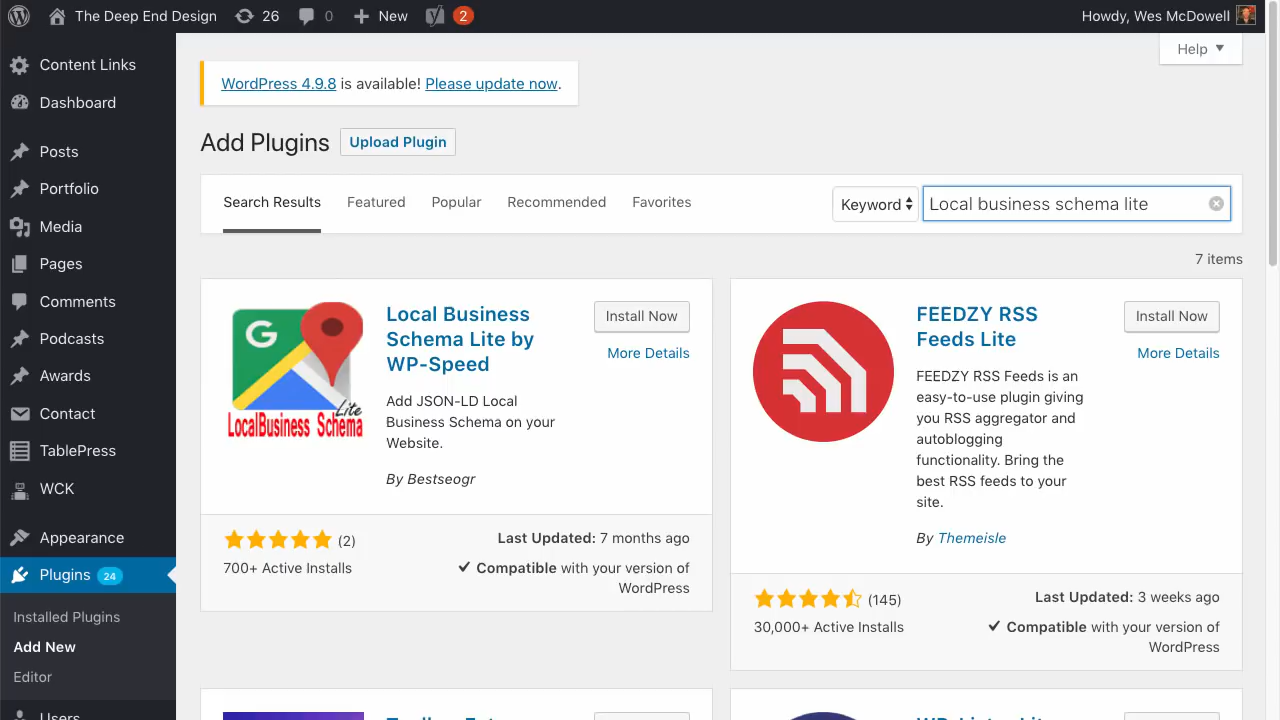 The Deep End Design
26
0
New
2
Howdy, Wes McDowell
Help
Content Links
Dashboard
Posts
Portfolio
Media
Pages
Comments
Podcasts
Awards
Contact
TablePress
WCK
Appearance
Plugins 24
Installed Plugins
Add New
Editor
Users
WordPress 4.9.8 is available! Please update now.
Add Plugins
Upload Plugin
Search Results
Featured
Popular
Recommended
Favorites
Keyword
Local business schema lite
7 items
G
Lite
LocalBusiness Schema
Local Business
Schema Lite by
WP-Speed
Install Now
More Details
Add JSON-LD Local
Business Schema on your
Website.
By Bestseogr
(2)
700+ Active Installs
Last Updated: 7 months ago
Compatible with your version of
WordPress
FEEDZY RSS
Feeds Lite
Install Now
More Details
FEEDZY RSS Feeds is an
easy-to-use plugin giving
you RSS aggregator and
autoblogging
functionality. Bring the
best RSS feeds to your
site.
By Themeisle
(145)
30,000+ Active Installs
Last Updated: 3 weeks ago
Compatible with your version of
WordPress